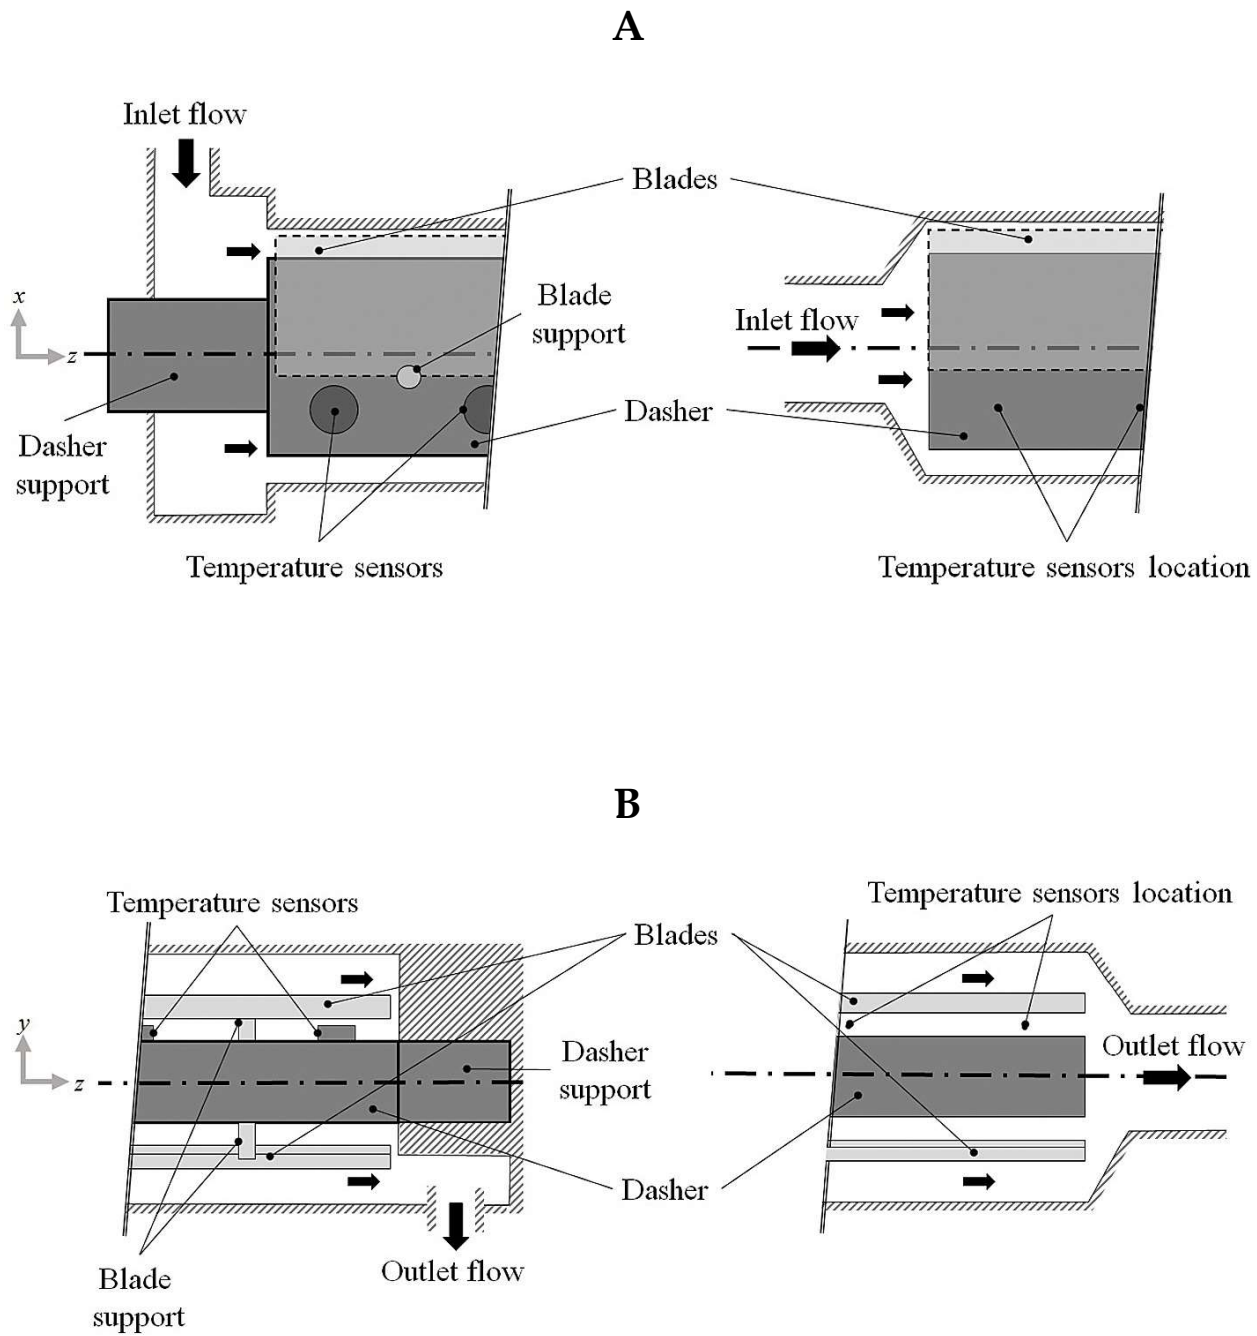 A
Inlet flow
Blades
x
z
Blade
support
Inlet flow
Dasher
Dasher
support
Temperature sensors
Temperature sensors location
B
Temperature sensors
Temperature sensors location
Blades
y
z
Dasher
support
Outlet flow
Dasher
Blade
support
Outlet flow